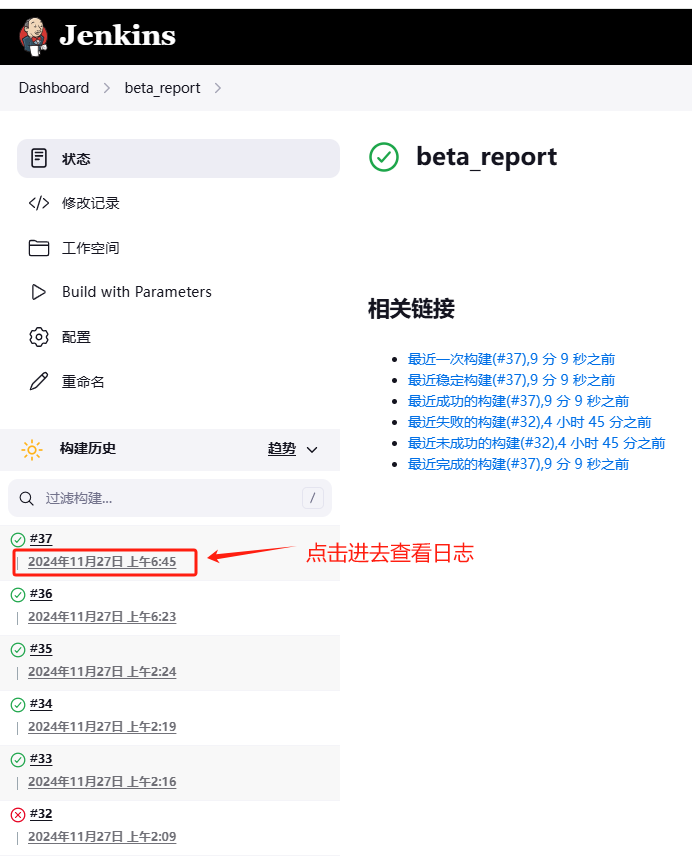 Jenkins
Dashboard > beta_report >
状态
修改记录
工作空间
Build with Parameters
配置
重命名
构建历史 趋势
过滤构建... /
#37
2024年11月27日 上午6:45
#36
2024年11月27日 上午6:23
#35
2024年11月27日 上午2:24
#34
2024年11月27日 上午2:19
#33
2024年11月27日 上午2:16
#32
2024年11月27日 上午2:09
beta_report
相关链接
最近一次构建(#37),9 分 9 秒之前
最近稳定构建(#37),9 分 9 秒之前
最近成功的构建(#37),9 分 9 秒之前
最近失败的构建(#32),4 小时 45 分之前
最近未成功的构建(#32),4 小时 45 分之前
最近完成的构建(#37),9 分 9 秒之前
点击进去查看日志